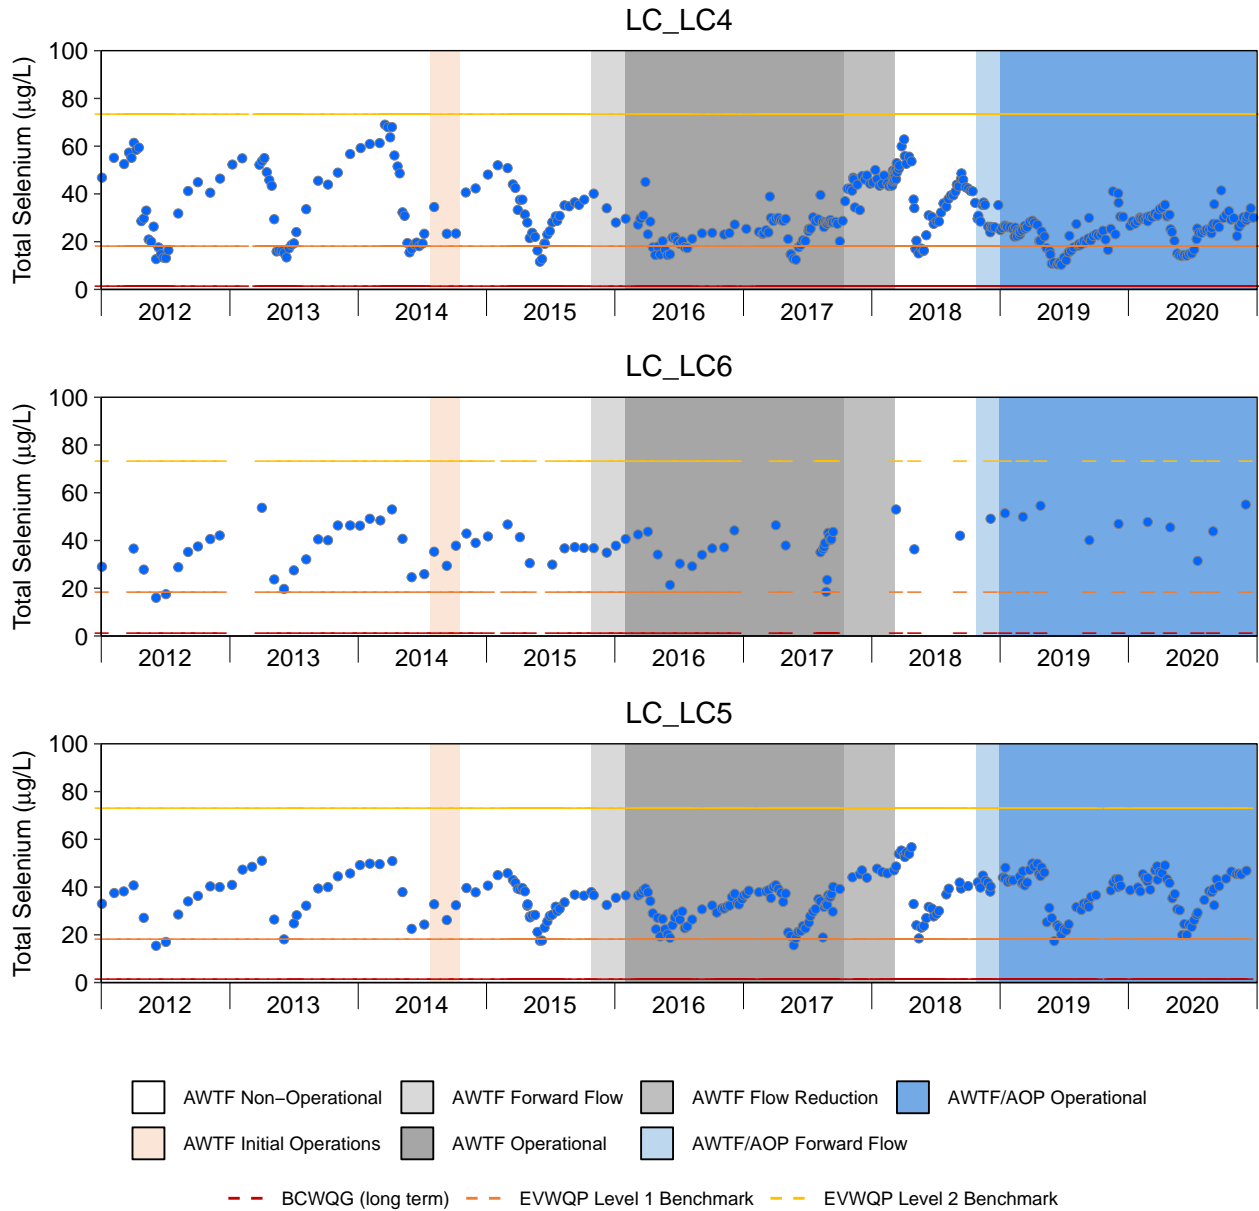 LC_LC4
Total Selenium (µg/L)
100
80
60
40
20
0
2012 2013 2014 2015 2016 2017 2018 2019 2020
LC_LC6
Total Selenium (µg/L)
100
80
60
40
20
0
2012 2013 2014 2015 2016 2017 2018 2019 2020
LC_LC5
Total Selenium (µg/L)
100
80
60
40
20
0
2012 2013 2014 2015 2016 2017 2018 2019 2020
AWTF Non−Operational AWTF Forward Flow AWTF Flow Reduction AWTF/AOP Operational
AWTF Initial Operations AWTF Operational AWTF/AOP Forward Flow
BCWQG (long term) EVWQP Level 1 Benchmark EVWQP Level 2 Benchmark